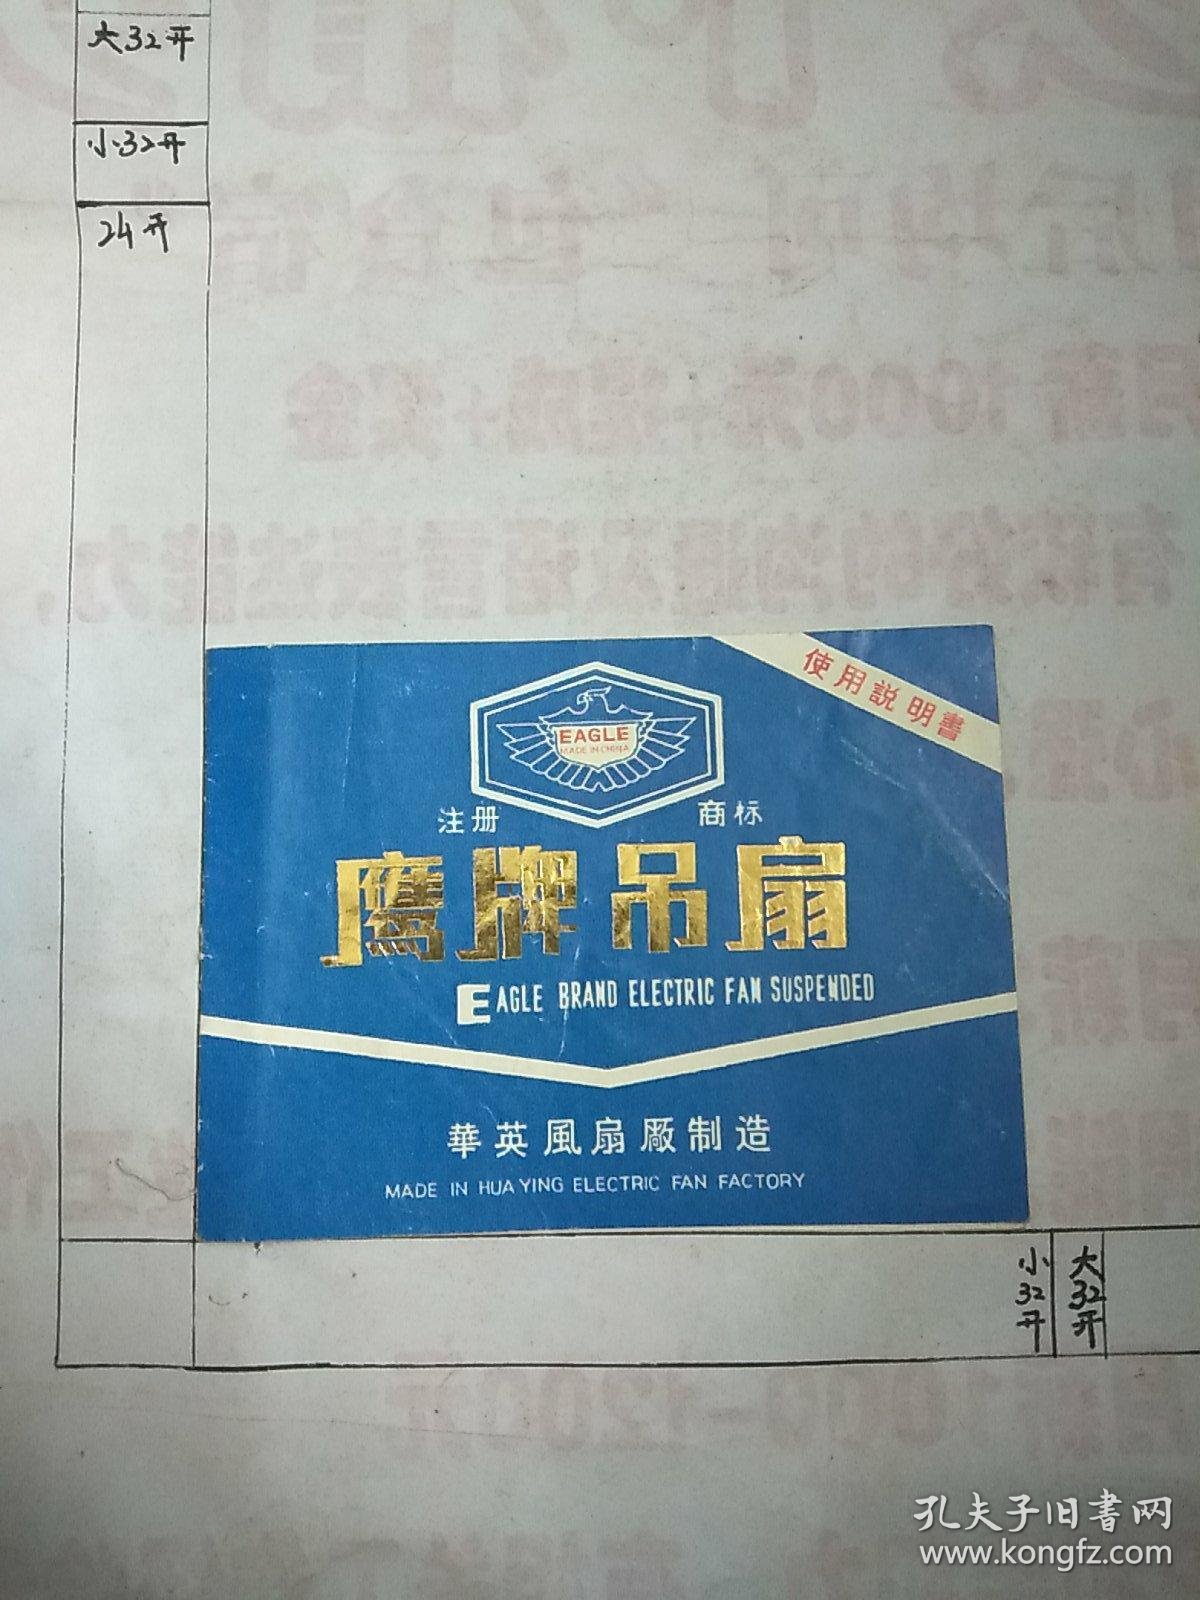 大32开
小32开
24开
使用説明書
EAGLE
MADE IN CHINA
注册 商标
鹰牌吊扇
EAGLE BRAND ELECTRIC FAN SUSPENDED
華英風扇廠制造
MADE IN HUA YING ELECTRIC FAN FACTORY
小32开
大32开
孔夫子旧書网
www.kongfz.com